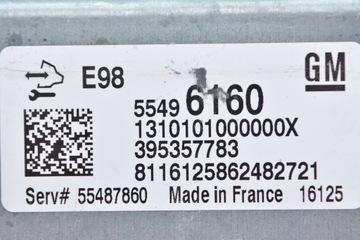 E98
GM
5549 6160
1310101000000X
395357783
8116125862482721
Serv# 55487860 Made in France 16125